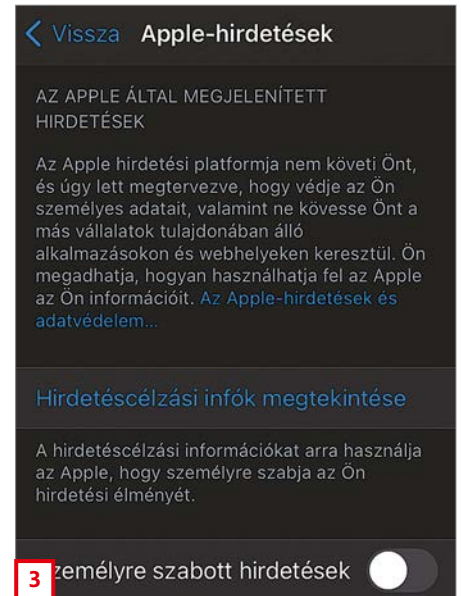 Vissza Apple-hirdetések
AZ APPLE ÁLTAL MEGJELENÍTETT
HIRDETÉSEK
Az Apple hirdetési platformja nem követi Önt,
és úgy lett megtervezve, hogy védje az Ön
személyes adatait, valamint ne kövesse Önt a
más vállalatok tulajdonában álló
alkalmazásokon és webhelyeken keresztül. Ön
megadhatja, hogyan használhatja fel az Apple
az Ön információit. Az Apple-hirdetések és
adatvédelem...
Hirdetéscélzási infók megtekintése
A hirdetéscélzási információkat arra használja
az Apple, hogy személyre szabja az Ön
hirdetési élményét.
3 zemélyre szabott hirdetések